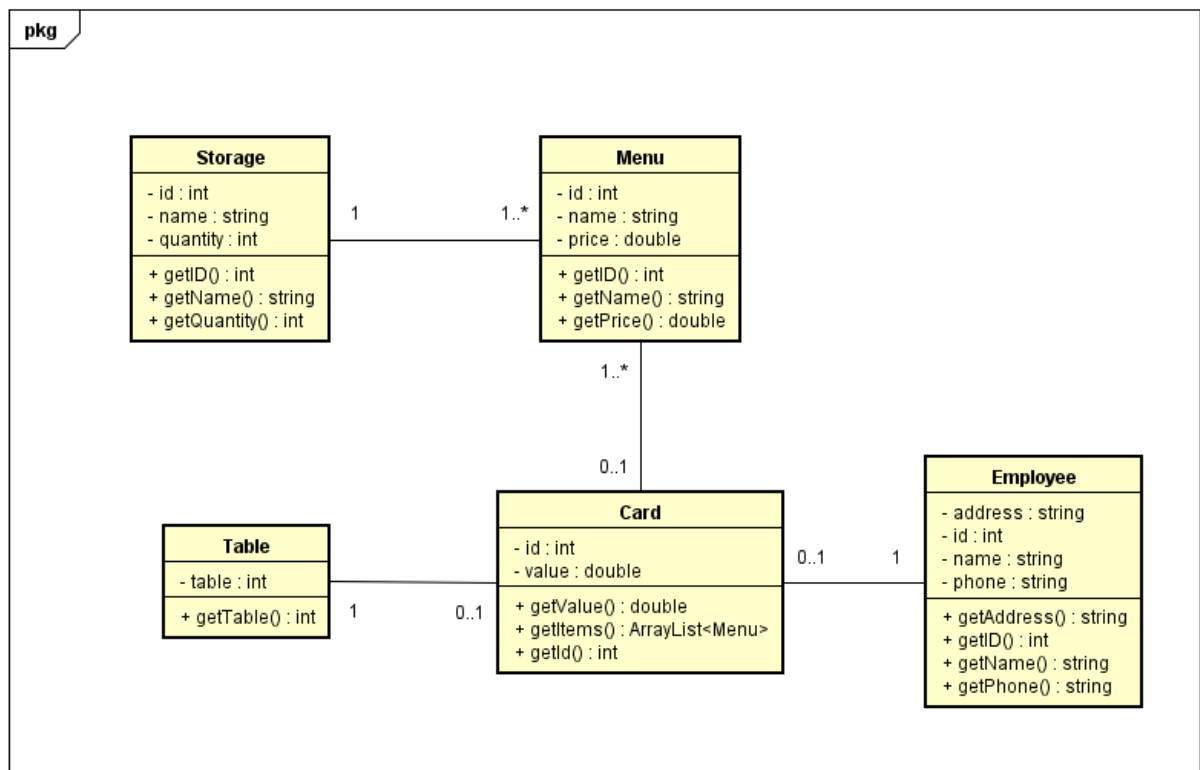 pkg
Storage
- id : int
- name : string
- quantity : int
+ getID() : int
+ getName() : string
+ getQuantity() : int
1
1..*
Menu
- id : int
- name : string
- price : double
+ getID() : int
+ getName() : string
+ getPrice() : double
1..*
0..1
Table
- table : int
+ getTable() : int
1
0..1
Card
- id : int
- value : double
+ getValue() : double
+ getItems() : ArrayList<Menu>
+ getId() : int
0..1
1
Employee
- address : string
- id : int
- name : string
- phone : string
+ getAddress() : string
+ getID() : int
+ getName() : string
+ getPhone() : string